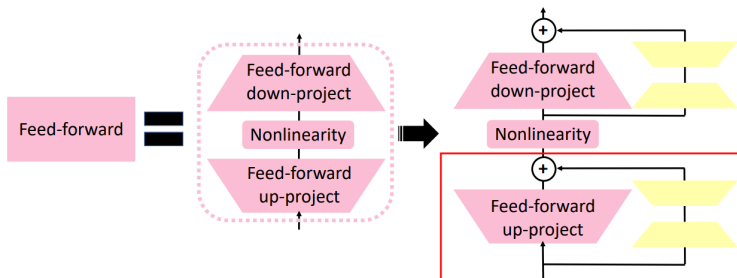 Feed-forward
Feed-forward
down-project
Nonlinearity
Feed-forward
up-project
+
Feed-forward
down-project
Nonlinearity
+
Feed-forward
up-project